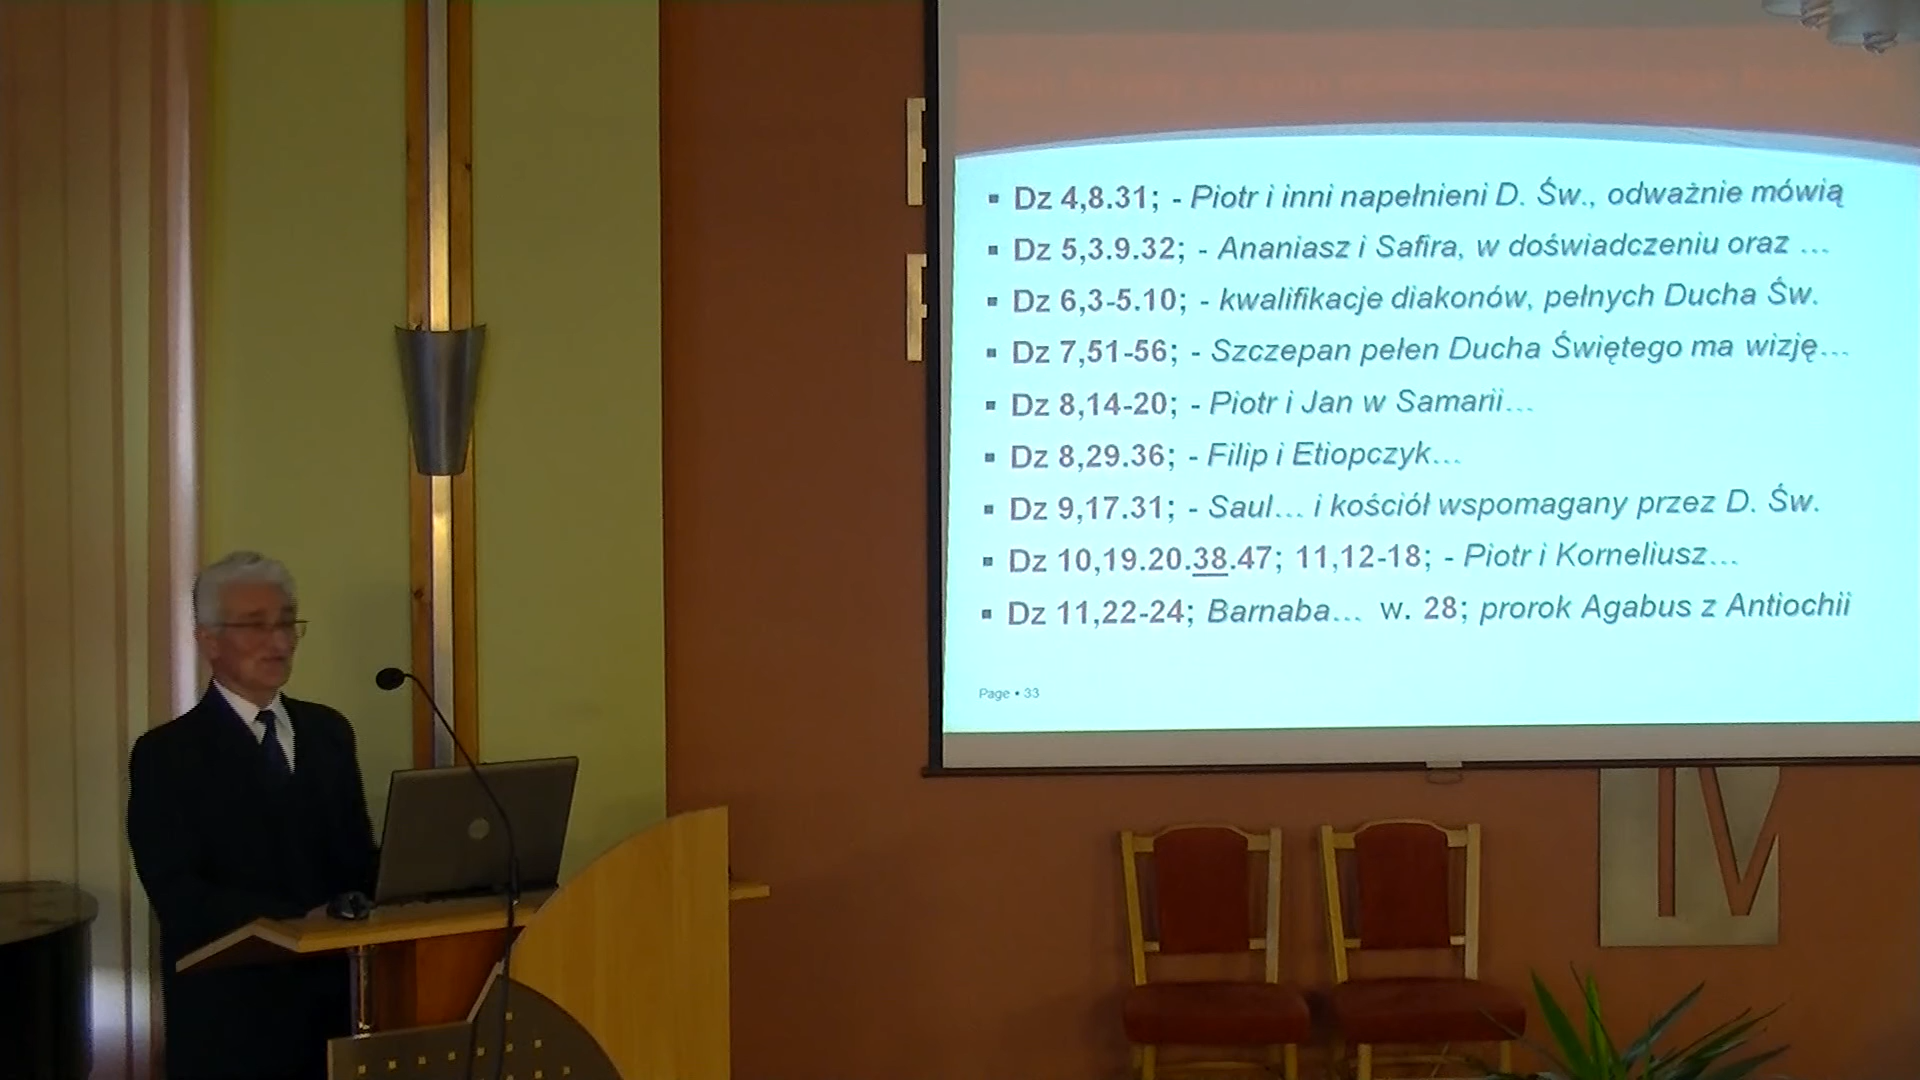 ▪ Dz 4,8.31; - Piotr i inni napełnieni D. Św., odważnie mówią
▪ Dz 5,3.9.32; - Ananiasz i Safira, w doświadczeniu oraz …
▪ Dz 6,3-5.10; - kwalifikacje diakonów, pełnych Ducha Św.
▪ Dz 7,51-56; - Szczepan pełen Ducha Świętego ma wizję…
▪ Dz 8,14-20; - Piotr i Jan w Samarii…
▪ Dz 8,29.36; - Filip i Etiopczyk…
▪ Dz 9,17.31; - Saul… i kościół wspomagany przez D. Św.
▪ Dz 10,19.20.38.47; 11,12-18; - Piotr i Korneliusz…
▪ Dz 11,22-24; Barnaba… w. 28; prorok Agabus z Antiochii
Page ▪ 33